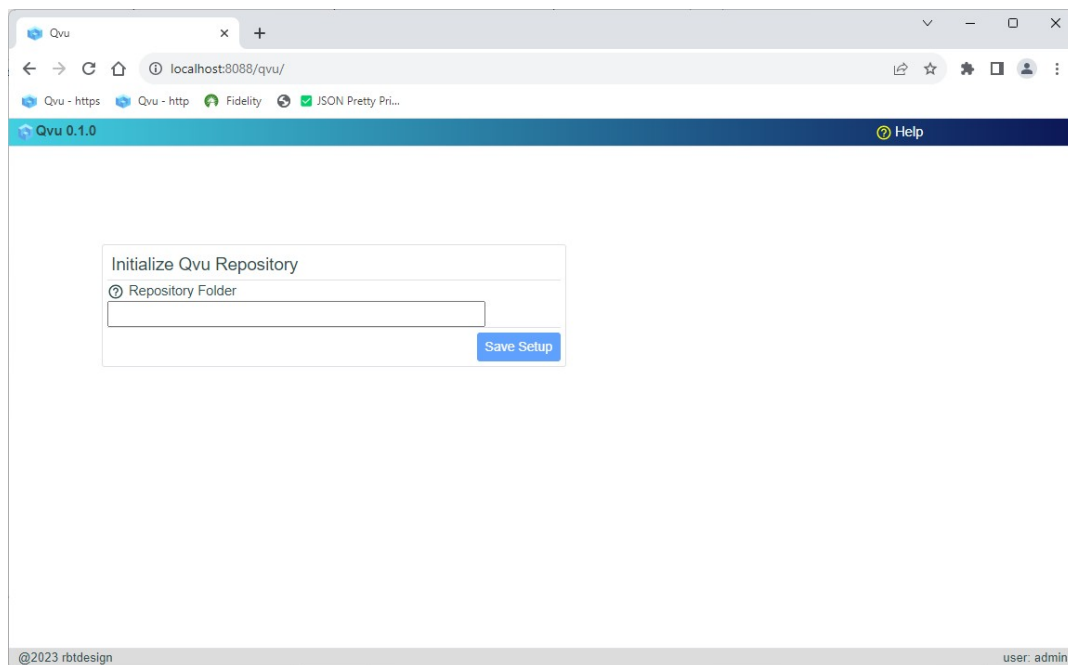 Qvu
localhost:8088/qvu/
Qvu - https Qvu - http Fidelity JSON Pretty Pri...
Qvu 0.1.0 Help
Initialize Qvu Repository
Repository Folder
Save Setup
@2023 rbtdesign user: admin